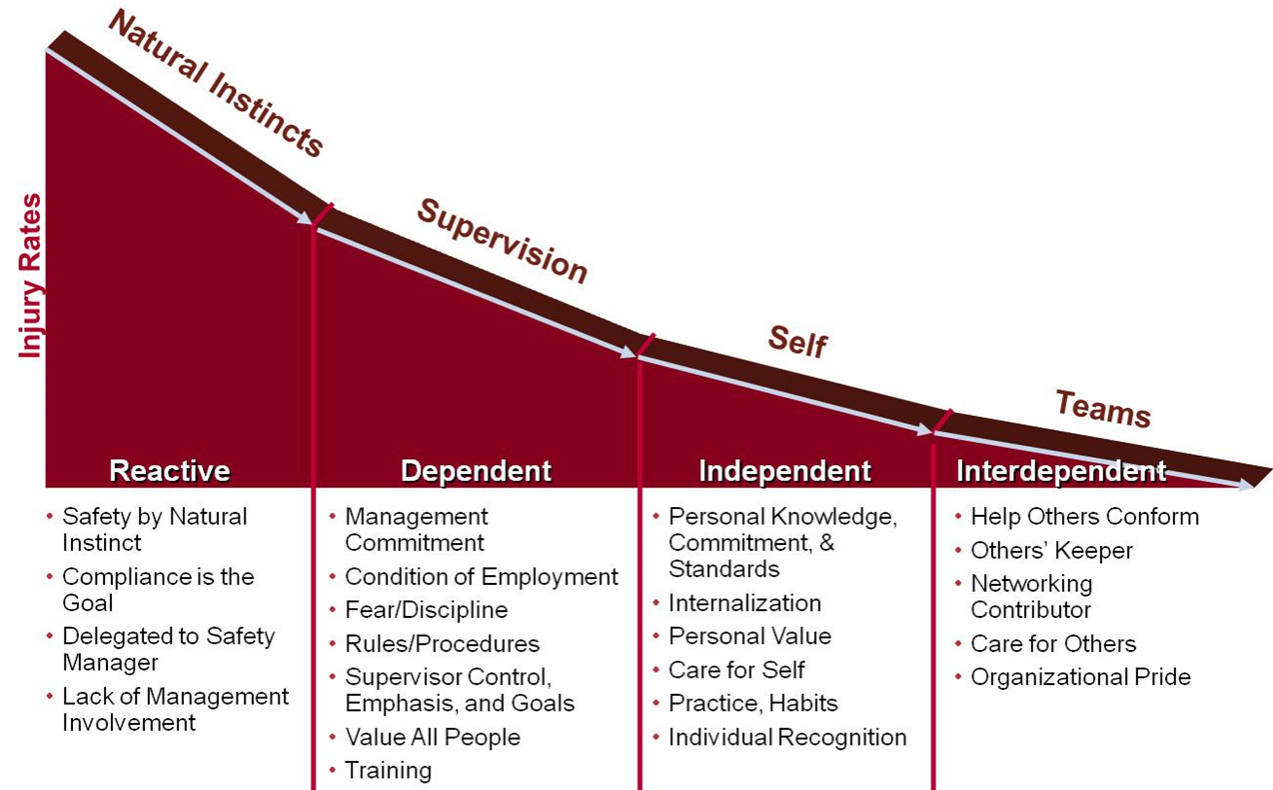 Natural Instincts
Supervision
Self
Teams
Injury Rates
Reactive
Dependent
Independent
Interdependent
• Safety by Natural
Instinct
• Compliance is the
Goal
• Delegated to Safety
Manager
• Lack of Management
Involvement
• Management
Commitment
• Condition of Employment
• Fear/Discipline
• Rules/Procedures
• Supervisor Control,
Emphasis, and Goals
• Value All People
• Training
• Personal Knowledge,
Commitment, &
Standards
• Internalization
• Personal Value
• Care for Self
• Practice, Habits
• Individual Recognition
• Help Others Conform
• Others’ Keeper
• Networking
Contributor
• Care for Others
• Organizational Pride